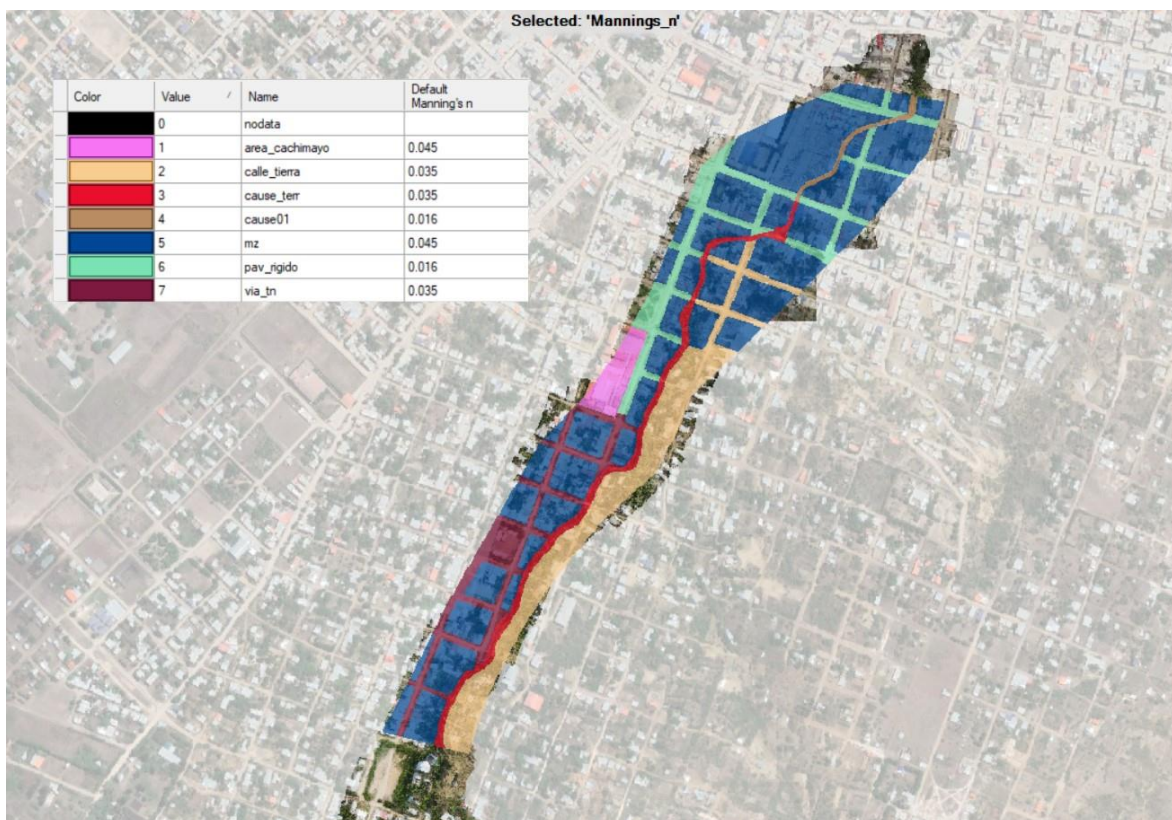 Selected: 'Mannings_n'
Color Value / Name Default Manning's n
0 nodata
1 area_cachimayo 0.045
2 calle_tierra 0.035
3 cause_terr 0.035
4 cause01 0.016
5 mz 0.045
6 pav_rigido 0.016
7 via_tn 0.035